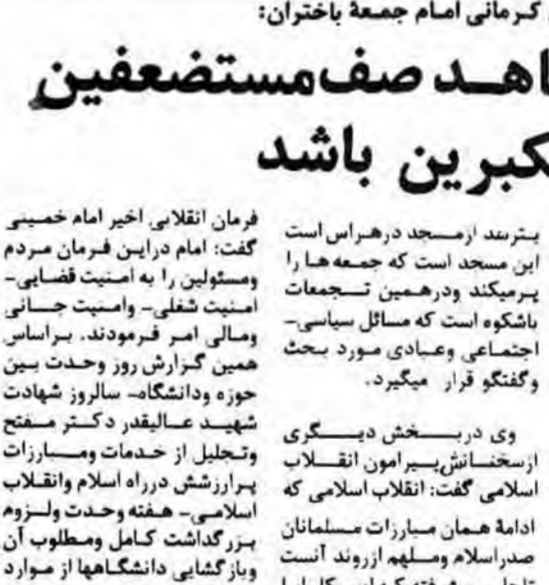 کرمانی امام جمعهٔ باختران:
اهد صف مستضعفین
کبرین باشد
بترسد ازمسجد درهراس است
این مسجد است که جمعه‌ها را
پرمیکند ودرهمین تجمعات
باشکوه است که مسائل سیاسی-
اجتماعی وعبادی مورد بحث
وگفتگو قرار میگیرد.
وی دربخش دیگری
ازسخنانش پیرامون انقلاب
اسلامی گفت: انقلاب اسلامی که
ادامهٔ همان مبارزات مسلمانان
صدراسلام وملهم ازروند آنست
فرمان انقلابی اخیر امام خمینی
گفت: امام دراین فرمان مردم
ومسئولین را به امنیت قضایی-
امنیت شغلی- وامنیت جانی
ومالی امر فرمودند. براساس
همین گزارش روز وحدت بین
حوزه ودانشگاه- سالروز شهادت
شهید عالیقدر دکتر مفتح
وتجلیل از خدمات ومبارزات
پرارزشش درراه اسلام وانقلاب
اسلامی- هفته وحدت ولزوم
بزرگداشت کامل ومطلوب آن
وبازگشایی دانشگاهها از موارد